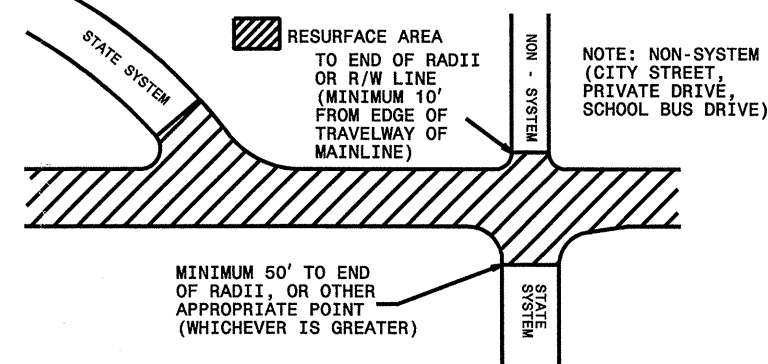 STATE SYSTEM
RESURFACE AREA
TO END OF RADII
OR R/W LINE
(MINIMUM 10'
FROM EDGE OF
TRAVELWAY OF
MAINLINE)
NON - SYSTEM
NOTE: NON-SYSTEM
(CITY STREET,
PRIVATE DRIVE,
SCHOOL BUS DRIVE)
MINIMUM 50' TO END
OF RADII, OR OTHER
APPROPRIATE POINT
(WHICHEVER IS GREATER)
STATE
SYSTEM